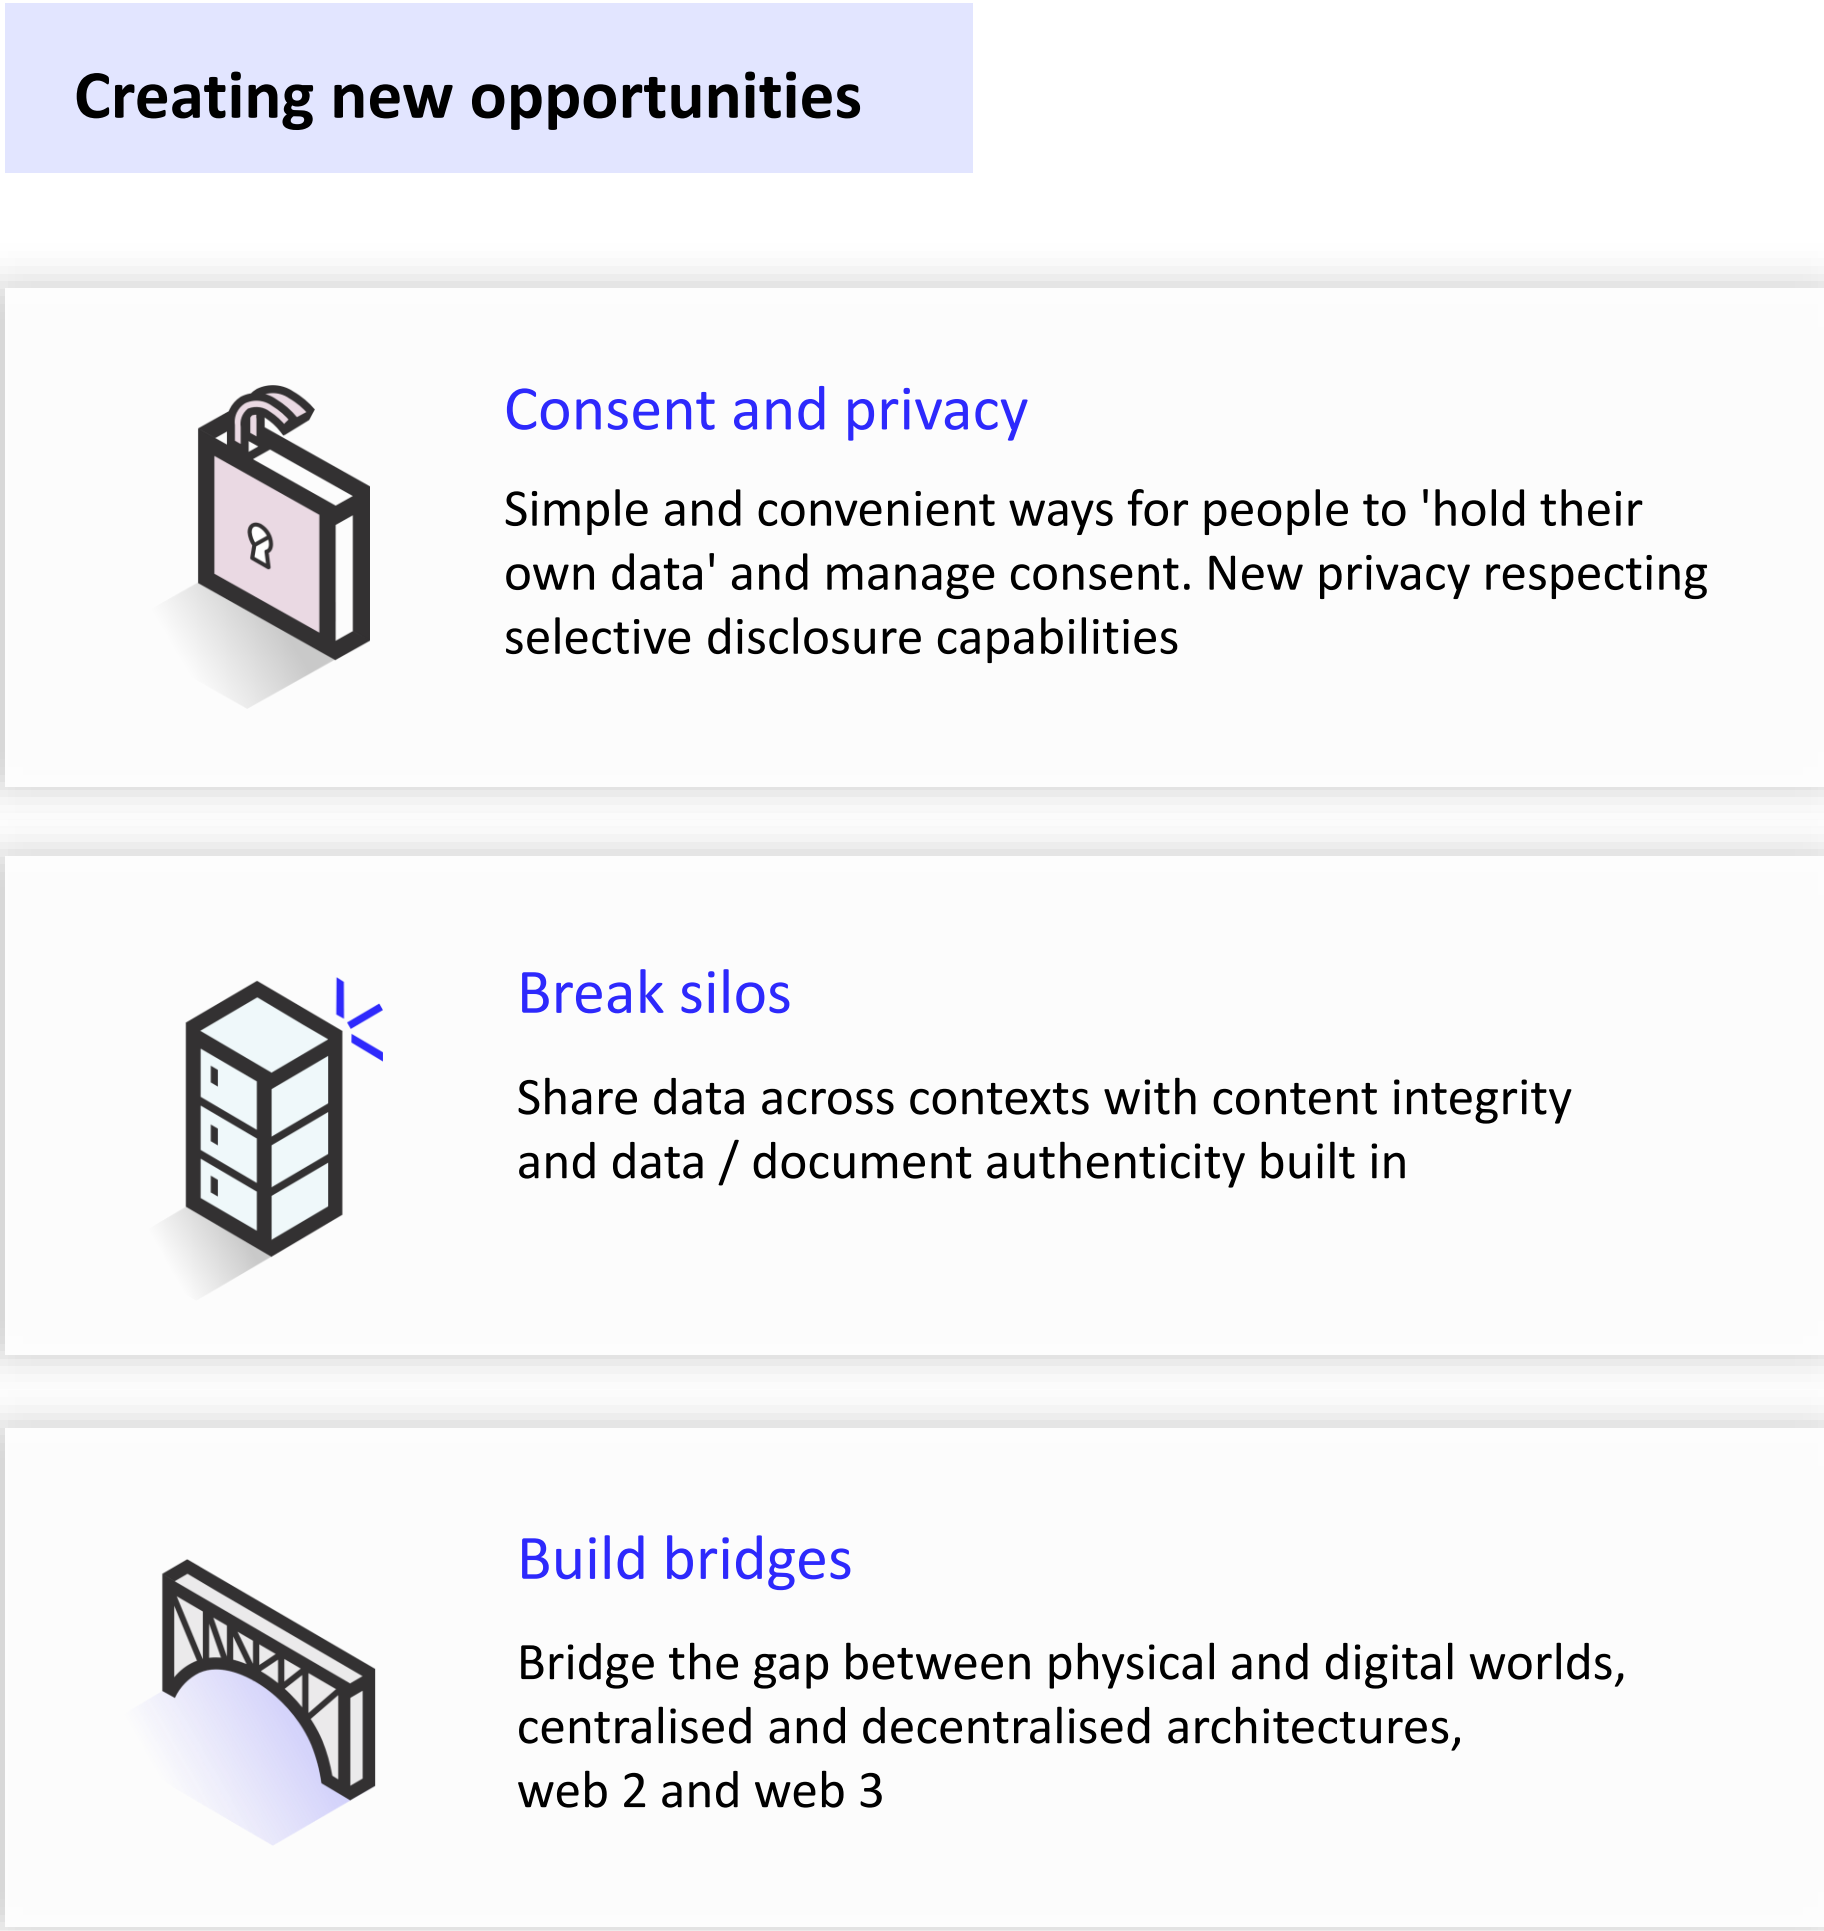 Creating new opportunities
Consent and privacy
Simple and convenient ways for people to 'hold their
own data' and manage consent. New privacy respecting
selective disclosure capabilities
Break silos
Share data across contexts with content integrity
and data / document authenticity built in
Build bridges
Bridge the gap between physical and digital worlds,
centralised and decentralised architectures,
web 2 and web 3